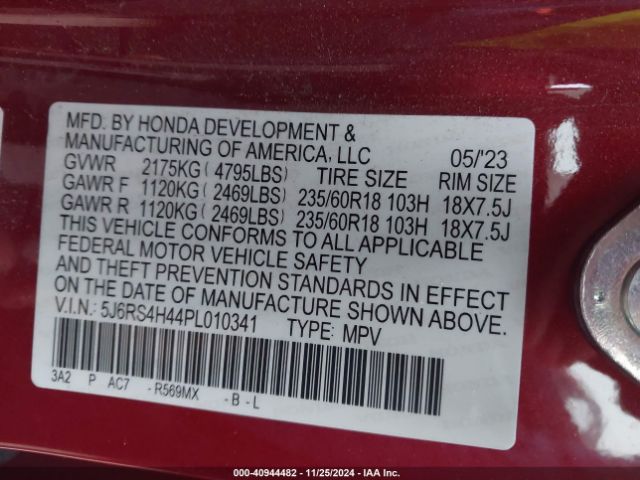 MFD. BY HONDA DEVELOPMENT &
MANUFACTURING OF AMERICA, LLC 05/'23
GVWR 2175KG ( 4795LBS) TIRE SIZE RIM SIZE
GAWR F 1120KG ( 2469LBS) 235/60R18 103H 18X7.5J
GAWR R 1120KG ( 2469LBS) 235/60R18 103H 18X7.5J
THIS VEHICLE CONFORMS TO ALL APPLICABLE
FEDERAL MOTOR VEHICLE SAFETY
AND THEFT PREVENTION STANDARDS IN EFFECT
ON THE DATE OF MANUFACTURE SHOWN ABOVE.
V.I.N.: 5J6RS4H44PL010341 TYPE: MPV
3A2 P AC7 - R569MX - B - L
000-40944482 - 11/25/2024 - IAA Inc.